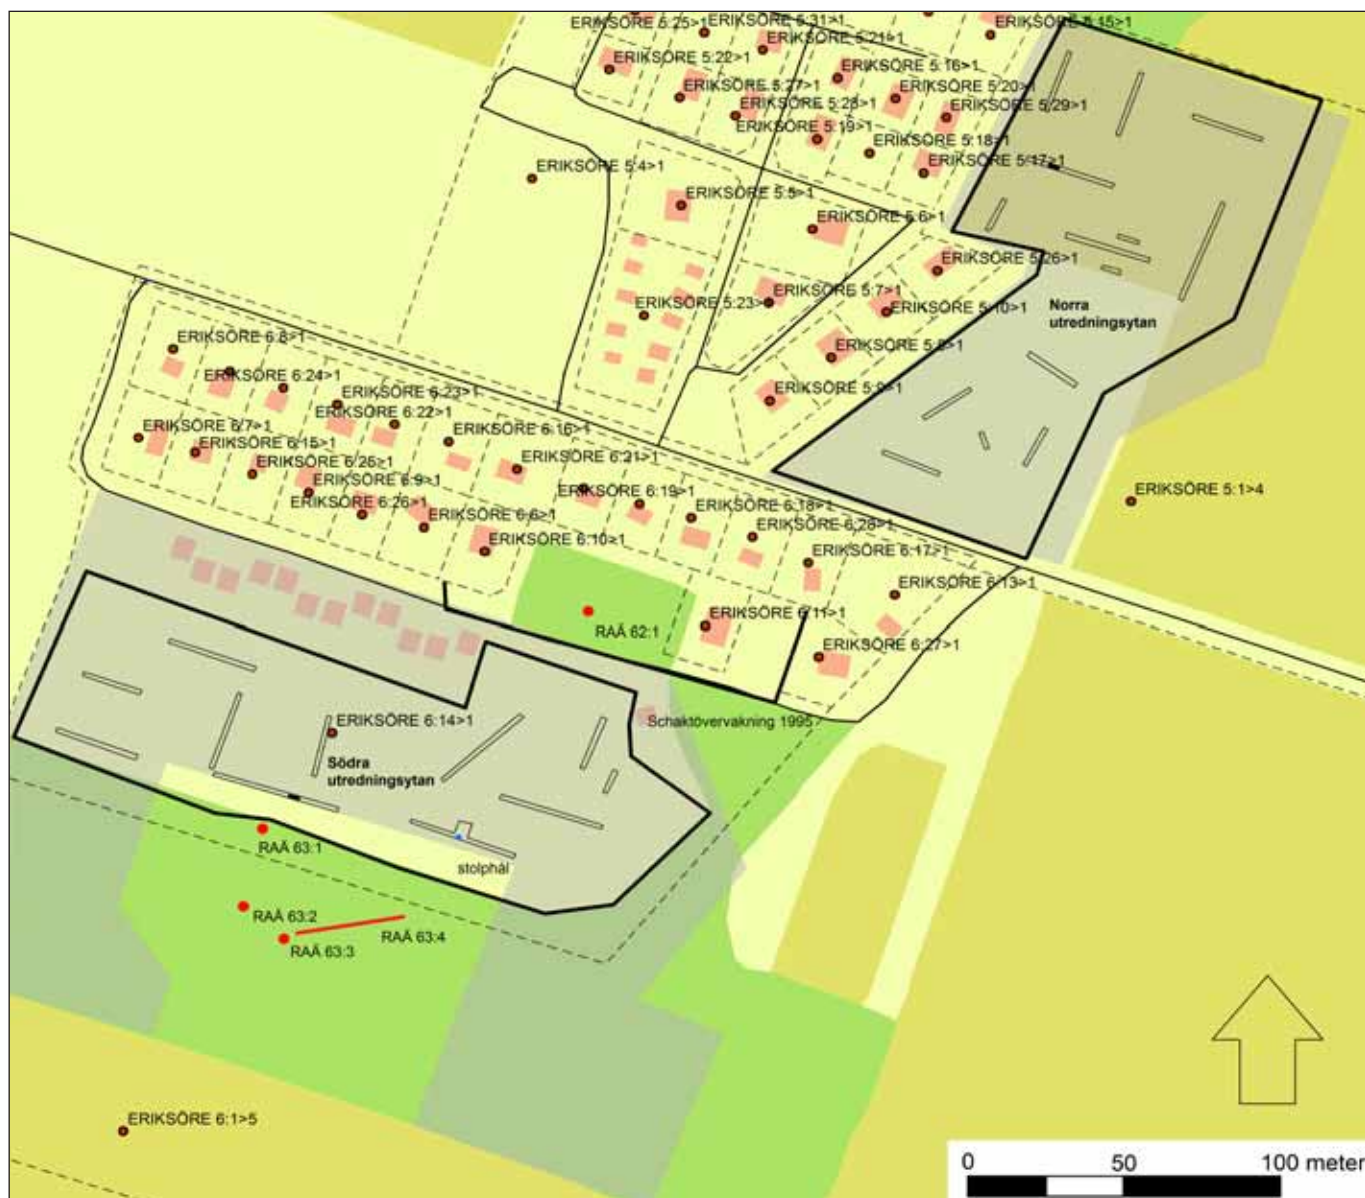 ERIKSÖRE 5:25>1
ERIKSÖRE 5:31>1
ERIKSÖRE 5:21>1
ERIKSÖRE 5:15>1
ERIKSÖRE 5:22>1
ERIKSÖRE 5:16>1
ERIKSÖRE 5:27>1
ERIKSÖRE 5:20>1
ERIKSÖRE 5:28>1
ERIKSÖRE 5:29>1
ERIKSÖRE 5:19>1
ERIKSÖRE 5:18>1
ERIKSÖRE 5:17>1
ERIKSÖRE 5:4>1
ERIKSÖRE 5:5>1
ERIKSÖRE 5:6>1
ERIKSÖRE 5:26>1
ERIKSÖRE 5:23>
ERIKSÖRE 5:7>1
ERIKSÖRE 5:10>1
Norra
utredningsytan
ERIKSÖRE 6:8>1
ERIKSÖRE 5:9>1
ERIKSÖRE 6:24>1
ERIKSÖRE 6:23>1
ERIKSÖRE 6:22>1
ERIKSÖRE 6:7>1
ERIKSÖRE 6:15>1
ERIKSÖRE 6:16>1
ERIKSÖRE 6:25>1
ERIKSÖRE 6:21>1
ERIKSÖRE 6:9>1
ERIKSÖRE 6:26>1
ERIKSÖRE 6:19>1
ERIKSÖRE 5:1>4
ERIKSÖRE 6:6>1
ERIKSÖRE 6:18>1
ERIKSÖRE 6:28>1
ERIKSÖRE 6:10>1
ERIKSÖRE 6:17>1
ERIKSÖRE 6:13>1
RAÄ 62:1
ERIKSÖRE 6:11>1
ERIKSÖRE 6:27>1
Schaktövervakning 1995
ERIKSÖRE 6:14>1
Södra
utredningsytan
RAÄ 63:1
stolphål
RAÄ 63:2
RAÄ 63:4
RAÄ 63:3
ERIKSÖRE 6:1>5
0 50 100 meter